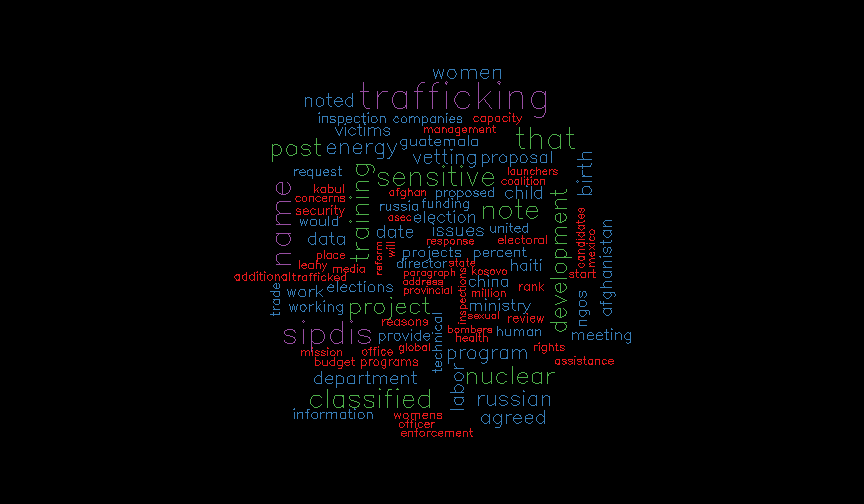 women
trafficking
noted
inspection companies capacity
victims management
that
past energy guatemala
vetting proposal
request
sensitive launchers
coalition
birth
name
kabul
training
afghan proposed child
concerns
security
russia funding
note
development
would
asec election
candidates
mexico
afghanistan
data
date issues united
response electoral
reform
will
place
projects percent
leahy media
directors state
haiti
additional trafficked
paragraph kosovo
start
address china
trade
work elections
provincial million rank
inspections
ngos
working project
ministry
sexual review
reasons
sipdis
provide
technical
bombers human meeting
health
mission office global
rights
budget programs
program
assistance
department
labor
nuclear
classified russian
information womens agreed
officer
enforcement